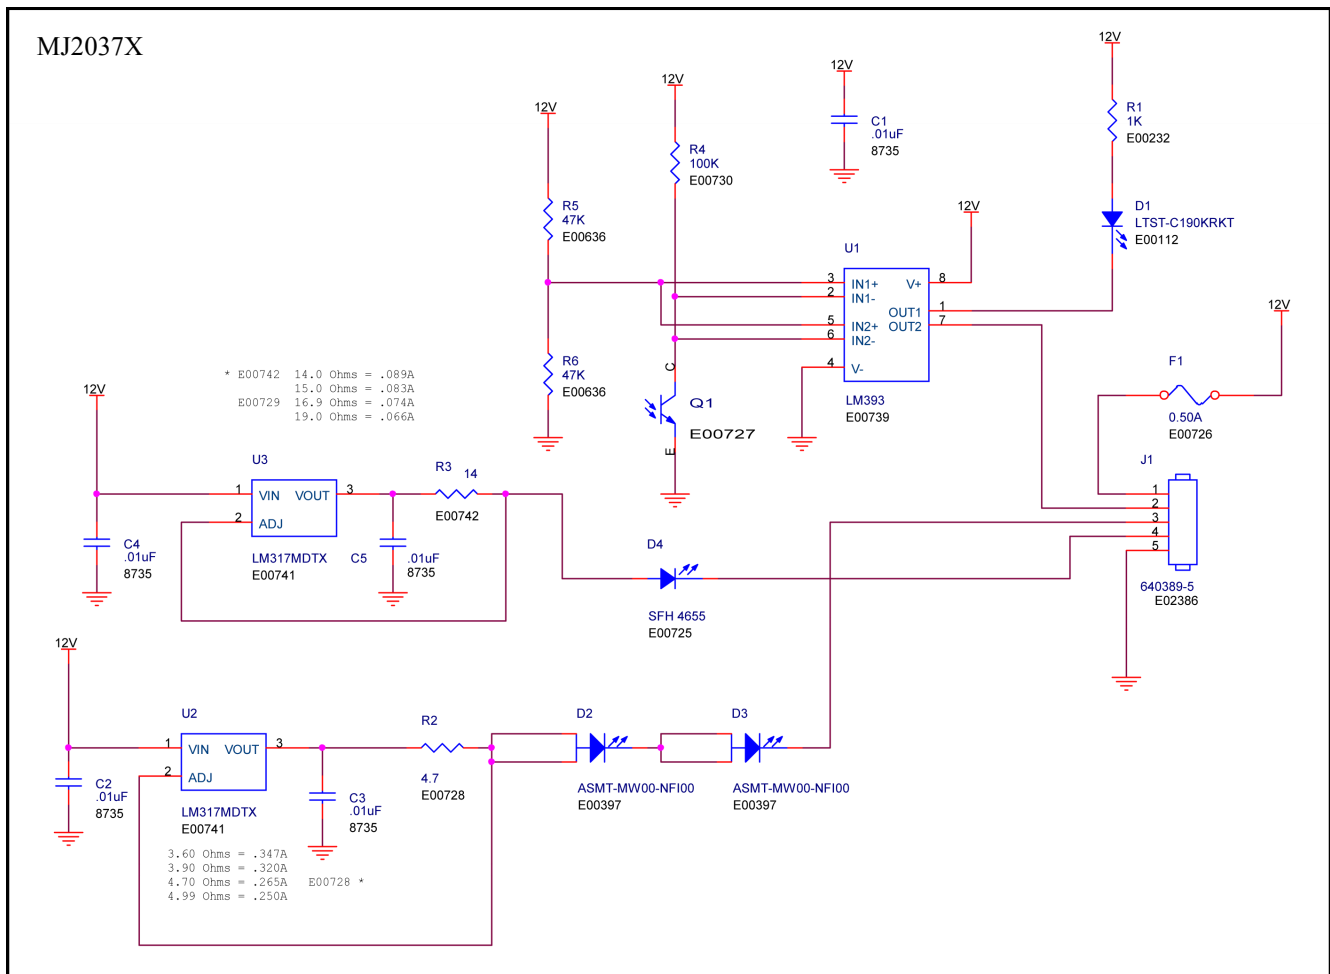 MJ2037X
12V
R1
1K
E00232
12V
C1
.01uF
8735
12V
R4
100K
E00730
12V
R5
47K
E00636
12V
D1
LTST-C190KRKT
E00112
U1
3 IN1+ V+ 8
2 IN1-
OUT1 1
5 IN2+ OUT2 7
6 IN2-
4 V-
LM393
E00739
12V
F1
0.50A
E00726
R6
47K
E00636
C
Q1
E00727
E
* E00742 14.0 Ohms = .089A
15.0 Ohms = .083A
E00729 16.9 Ohms = .074A
19.0 Ohms = .066A
12V
U3
1 VIN VOUT 3
2 ADJ
LM317MDTX
E00741
R3 14
E00742
C4
.01uF
8735
C5 .01uF
8735
D4
SFH 4655
E00725
J1
1
2
3
4
5
640389-5
E02386
12V
U2
1 VIN VOUT 3
2 ADJ
LM317MDTX
E00741
R2
4.7
E00728
C2
.01uF
8735
C3
.01uF
8735
D2
ASMT-MW00-NFI00
E00397
D3
ASMT-MW00-NFI00
E00397
3.60 Ohms = .347A
3.90 Ohms = .320A
4.70 Ohms = .265A E00728 *
4.99 Ohms = .250A